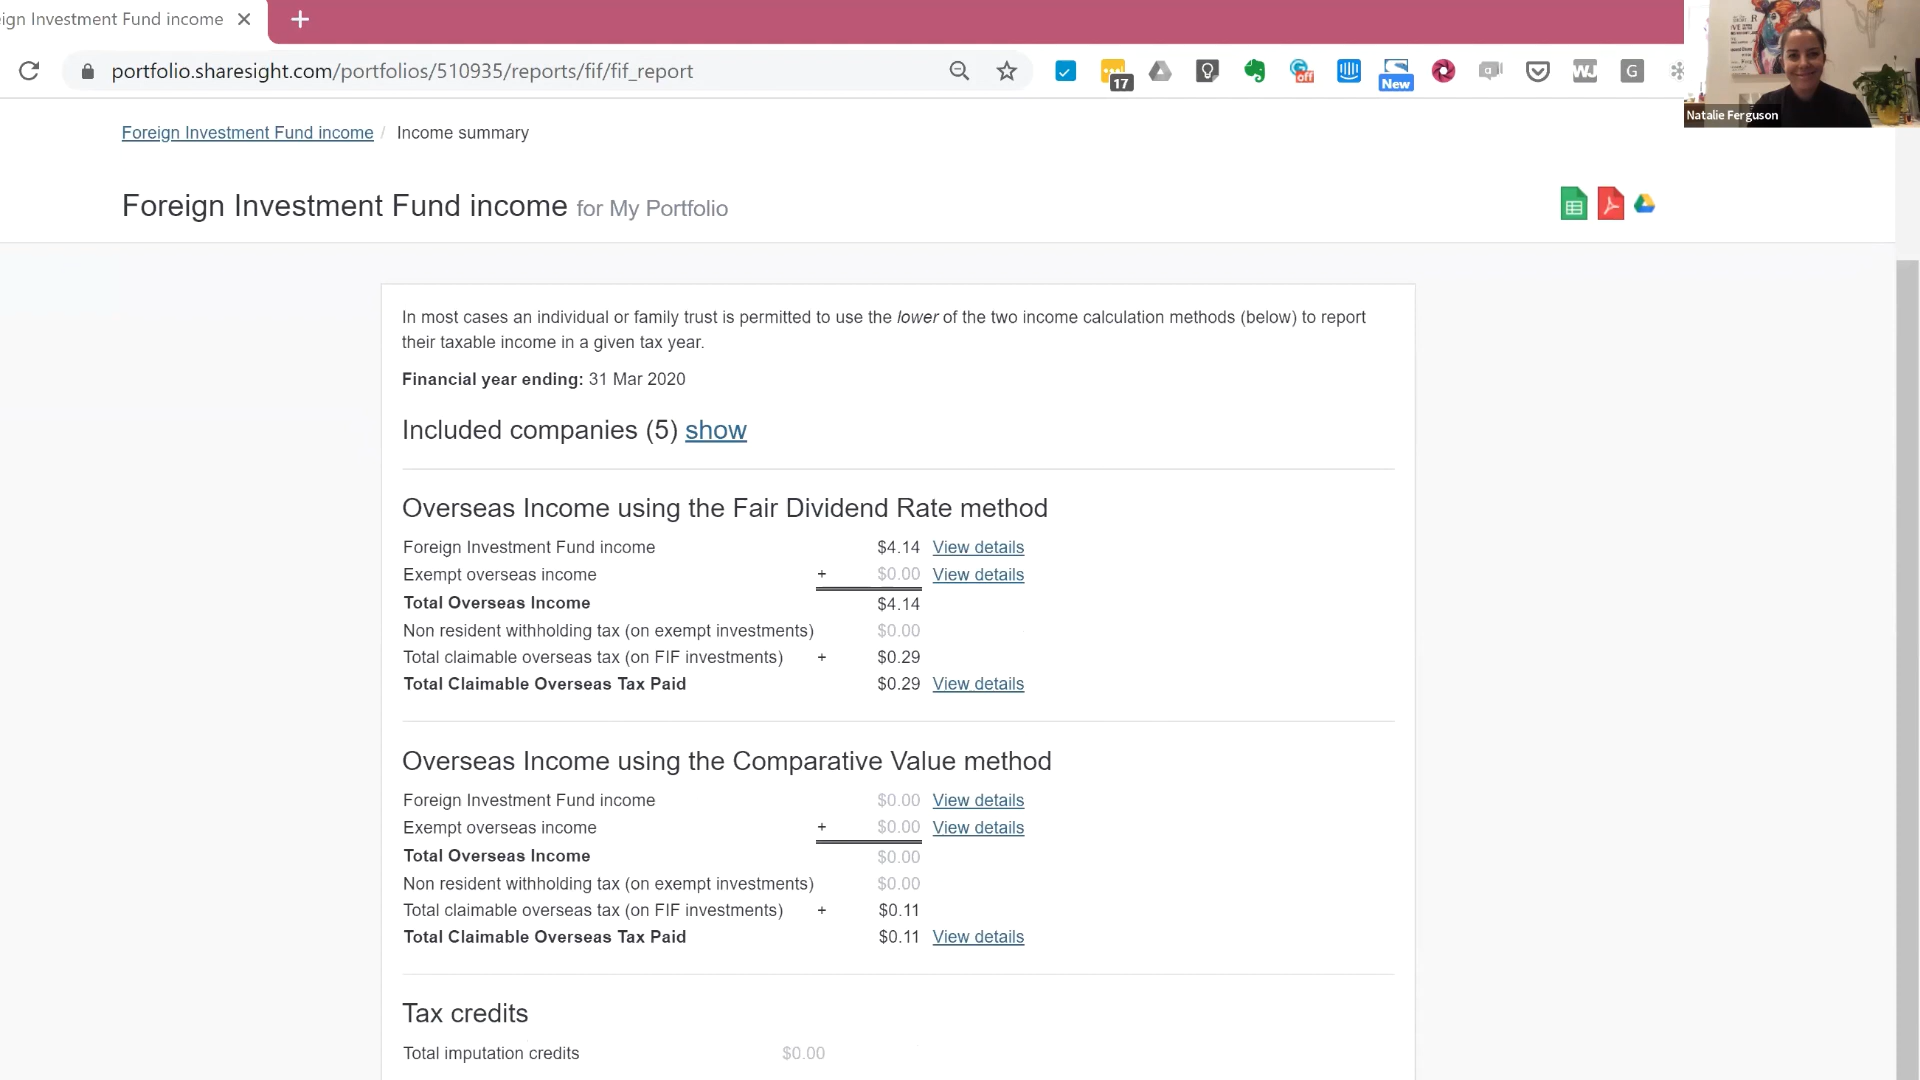 ign Investment Fund income
portfolio.sharesight.com/portfolios/510935/reports/fif/fif_report
17
off
New
WJ
G
Natalie Ferguson
Foreign Investment Fund income / Income summary
Foreign Investment Fund income for My Portfolio
In most cases an individual or family trust is permitted to use the lower of the two income calculation methods (below) to report
their taxable income in a given tax year.
Financial year ending: 31 Mar 2020
Included companies (5) show
Overseas Income using the Fair Dividend Rate method
Foreign Investment Fund income $4.14 View details
Exempt overseas income + $0.00 View details
Total Overseas Income $4.14
Non resident withholding tax (on exempt investments) $0.00
Total claimable overseas tax (on FIF investments) + $0.29
Total Claimable Overseas Tax Paid $0.29 View details
Overseas Income using the Comparative Value method
Foreign Investment Fund income $0.00 View details
Exempt overseas income + $0.00 View details
Total Overseas Income $0.00
Non resident withholding tax (on exempt investments) $0.00
Total claimable overseas tax (on FIF investments) + $0.11
Total Claimable Overseas Tax Paid $0.11 View details
Tax credits
Total imputation credits $0.00